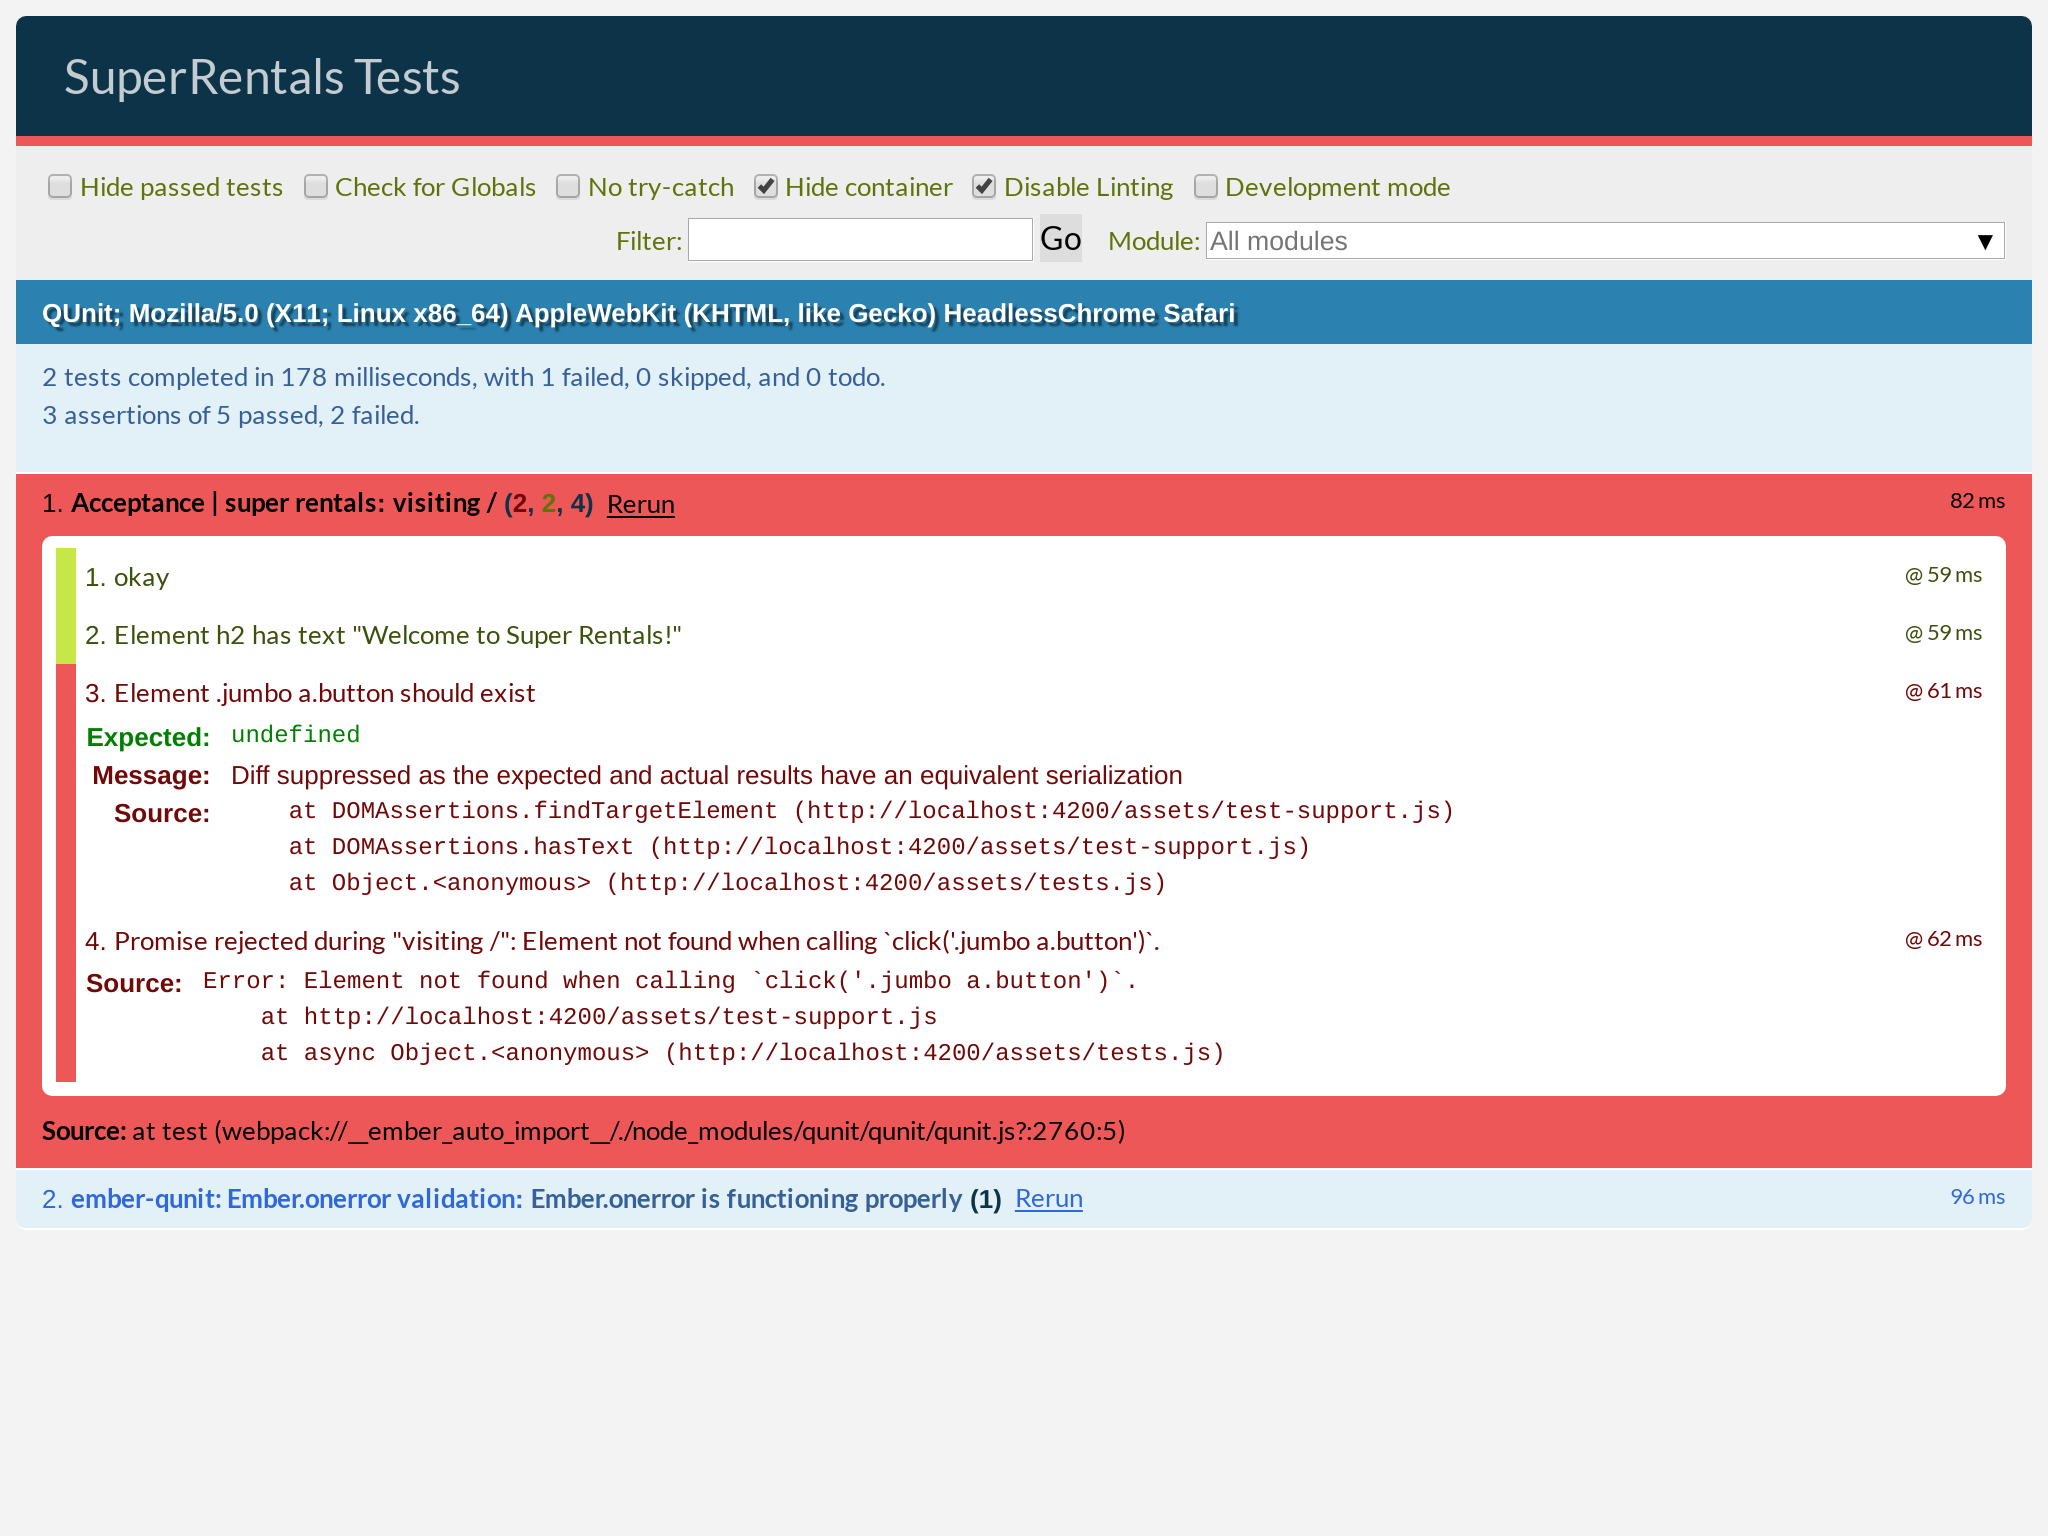 SuperRentals Tests
Hide passed tests Check for Globals No try-catch Hide container Disable Linting Development mode
Filter: Go Module: All modules ▼
QUnit; Mozilla/5.0 (X11; Linux x86_64) AppleWebKit (KHTML, like Gecko) HeadlessChrome Safari
2 tests completed in 178 milliseconds, with 1 failed, 0 skipped, and 0 todo.
3 assertions of 5 passed, 2 failed.
1. Acceptance | super rentals: visiting / (2, 2, 4) Rerun 82 ms
1. okay @ 59 ms
2. Element h2 has text "Welcome to Super Rentals!" @ 59 ms
3. Element .jumbo a.button should exist @ 61 ms
Expected: undefined
Message: Diff suppressed as the expected and actual results have an equivalent serialization
Source: at DOMAssertions.findTargetElement (http://localhost:4200/assets/test-support.js)
at DOMAssertions.hasText (http://localhost:4200/assets/test-support.js)
at Object.<anonymous> (http://localhost:4200/assets/tests.js)
4. Promise rejected during "visiting /": Element not found when calling `click('.jumbo a.button')`. @ 62 ms
Source: Error: Element not found when calling `click('.jumbo a.button')`.
at http://localhost:4200/assets/test-support.js
at async Object.<anonymous> (http://localhost:4200/assets/tests.js)
Source: at test (webpack://__ember_auto_import__/./node_modules/qunit/qunit/qunit.js?:2760:5)
2. ember-qunit: Ember.onerror validation: Ember.onerror is functioning properly (1) Rerun 96 ms